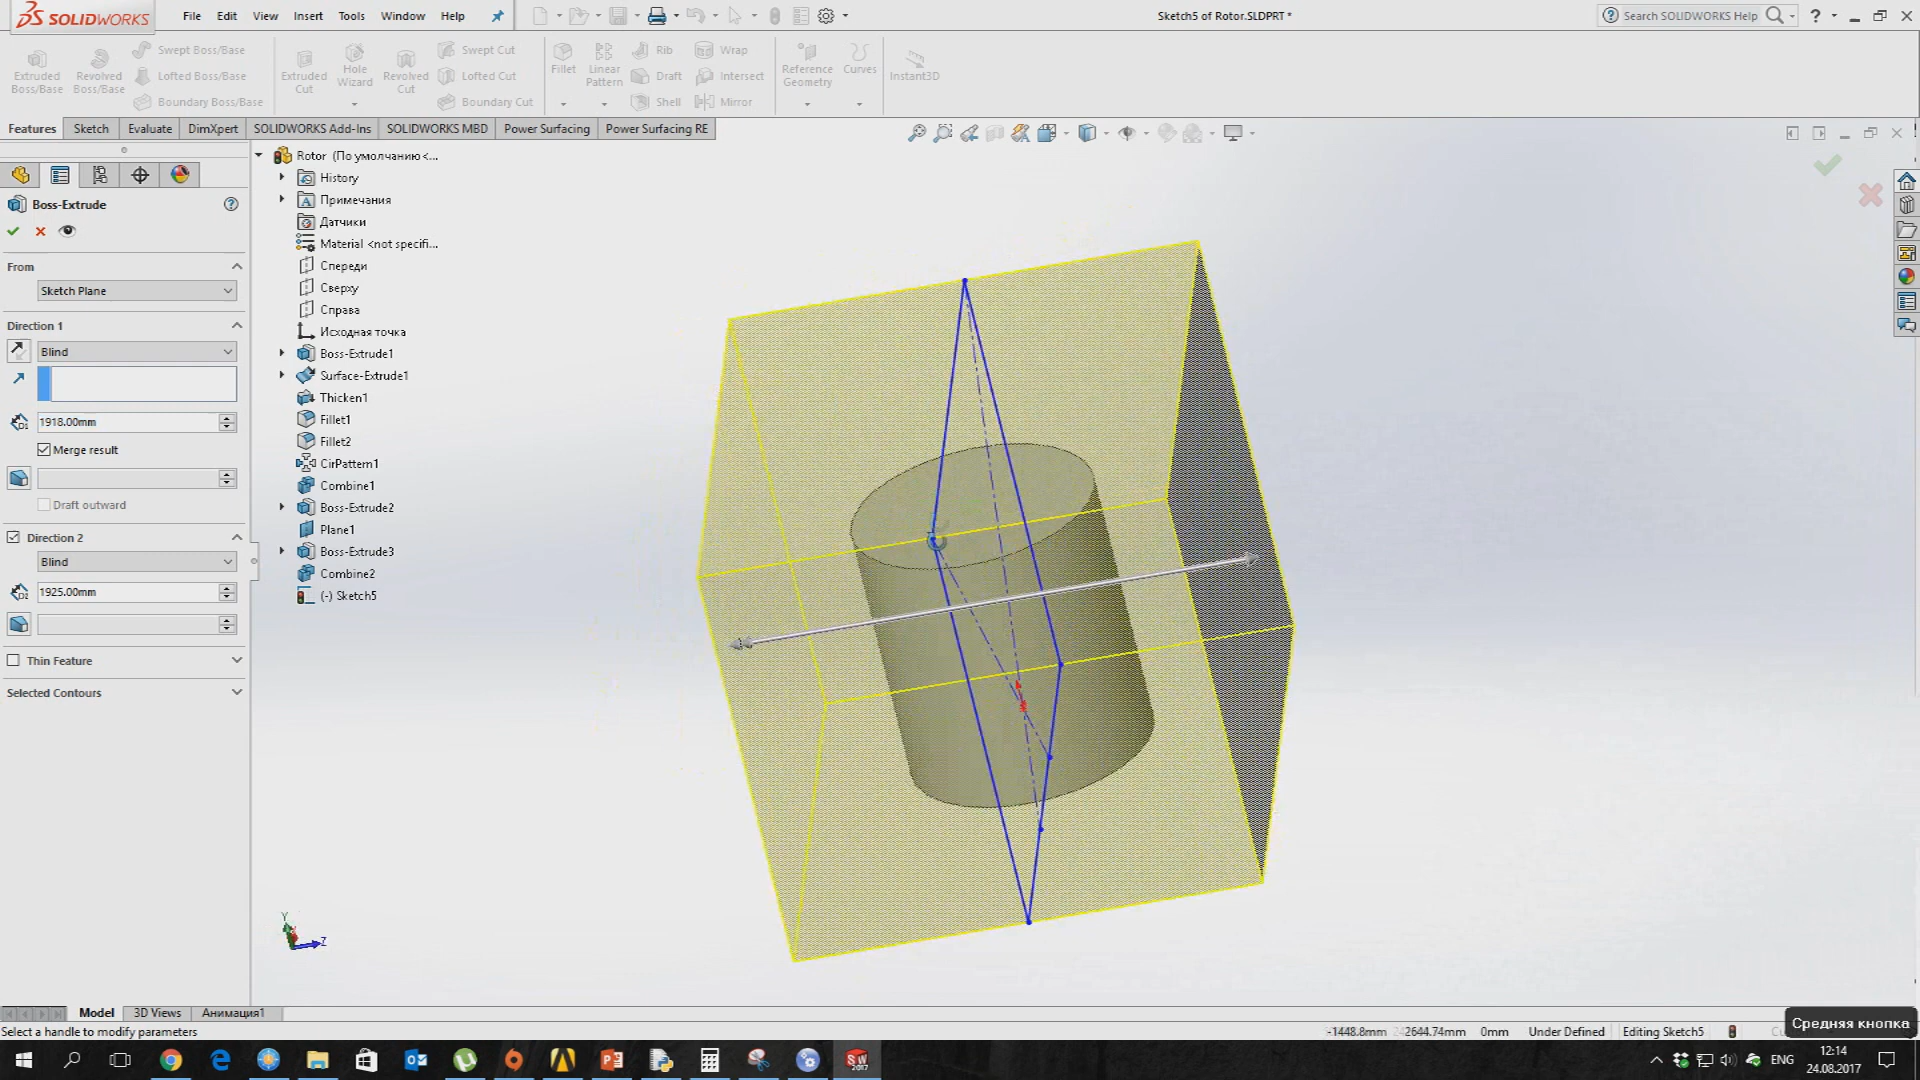 SOLIDWORKS File Edit View Insert Tools Window Help Sketch5 of Rotor.SLDPRT * Search SOLIDWORKS Help
Extruded Boss/Base Revolved Boss/Base Swept Boss/Base Lofted Boss/Base Boundary Boss/Base Extruded Cut Hole Wizard Revolved Cut Swept Cut Lofted Cut Boundary Cut Fillet Linear Pattern Rib Draft Shell Wrap Intersect Mirror Reference Geometry Curves Instant3D
Features Sketch Evaluate DimXpert SOLIDWORKS Add-Ins SOLIDWORKS MBD Power Surfacing Power Surfacing RE
Boss-Extrude
From
Sketch Plane
Direction 1
Blind
1918.00mm
Merge result
Draft outward
Direction 2
Blind
1925.00mm
Thin Feature
Selected Contours
Rotor (По умолчанию<...
History
Примечания
Датчики
Material <not specifi...
Спереди
Сверху
Справа
Исходная точка
Boss-Extrude1
Surface-Extrude1
Thicken1
Fillet1
Fillet2
CirPattern1
Combine1
Boss-Extrude2
Plane1
Boss-Extrude3
Combine2
(-) Sketch5
Y
Z
Model 3D Views Анимация1
Select a handle to modify parameters -1448.8mm 2644.74mm 0mm Under Defined Editing Sketch5
Средняя кнопка
ENG 12:14
24.08.2017